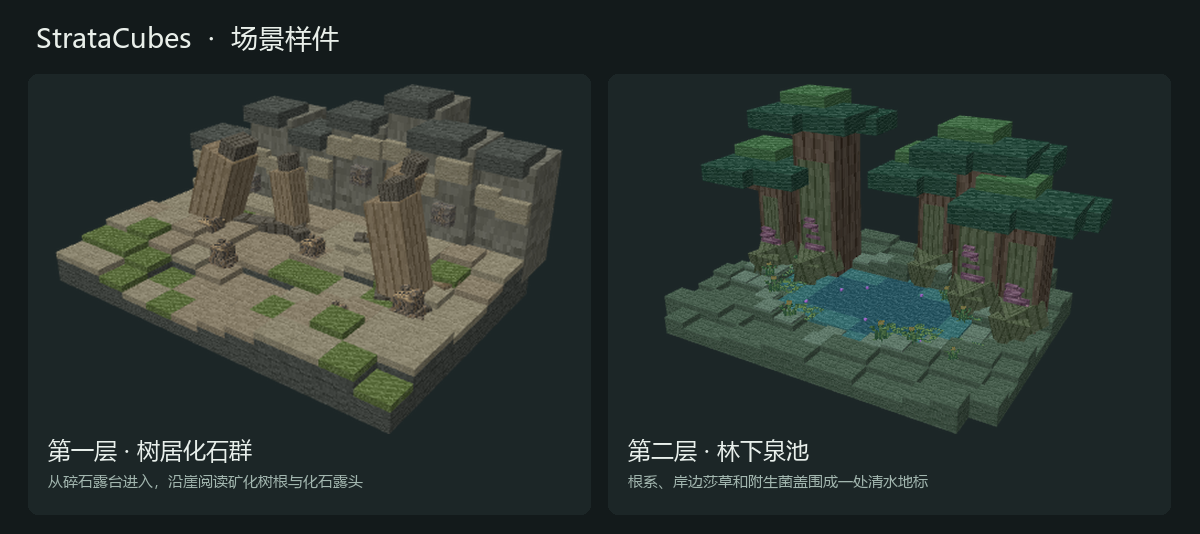 StrataCubes · 场景样件
第一层 · 树居化石群
从碎石露台进入，沿崖阅读矿化树根与化石露头
第二层 · 林下泉池
根系、岸边莎草和附生菌盖围成一处清水地标